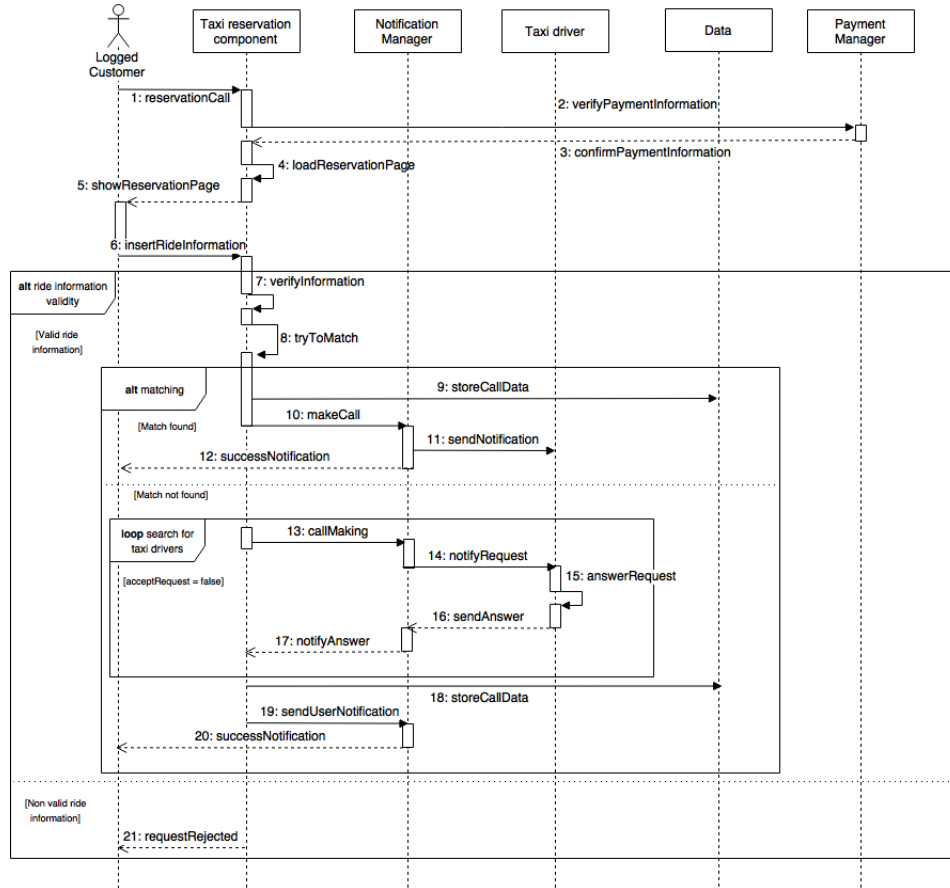 Taxi reservation
component
Notification
Manager
Taxi driver
Data
Payment
Manager
Logged
Customer
1: reservationCall
2: verifyPaymentInformation
3: confirmPaymentInformation
4: loadReservationPage
5: showReservationPage
6: insertRideInformation
alt ride information
validity
7: verifyInformation
[Valid ride
information]
8: tryToMatch
alt matching
9: storeCallData
10: makeCall
[Match found]
11: sendNotification
12: successNotification
[Match not found]
loop search for
taxi drivers
13: callMaking
14: notifyRequest
[acceptRequest = false]
15: answerRequest
16: sendAnswer
17: notifyAnswer
18: storeCallData
19: sendUserNotification
20: successNotification
[Non valid ride
information]
21: requestRejected